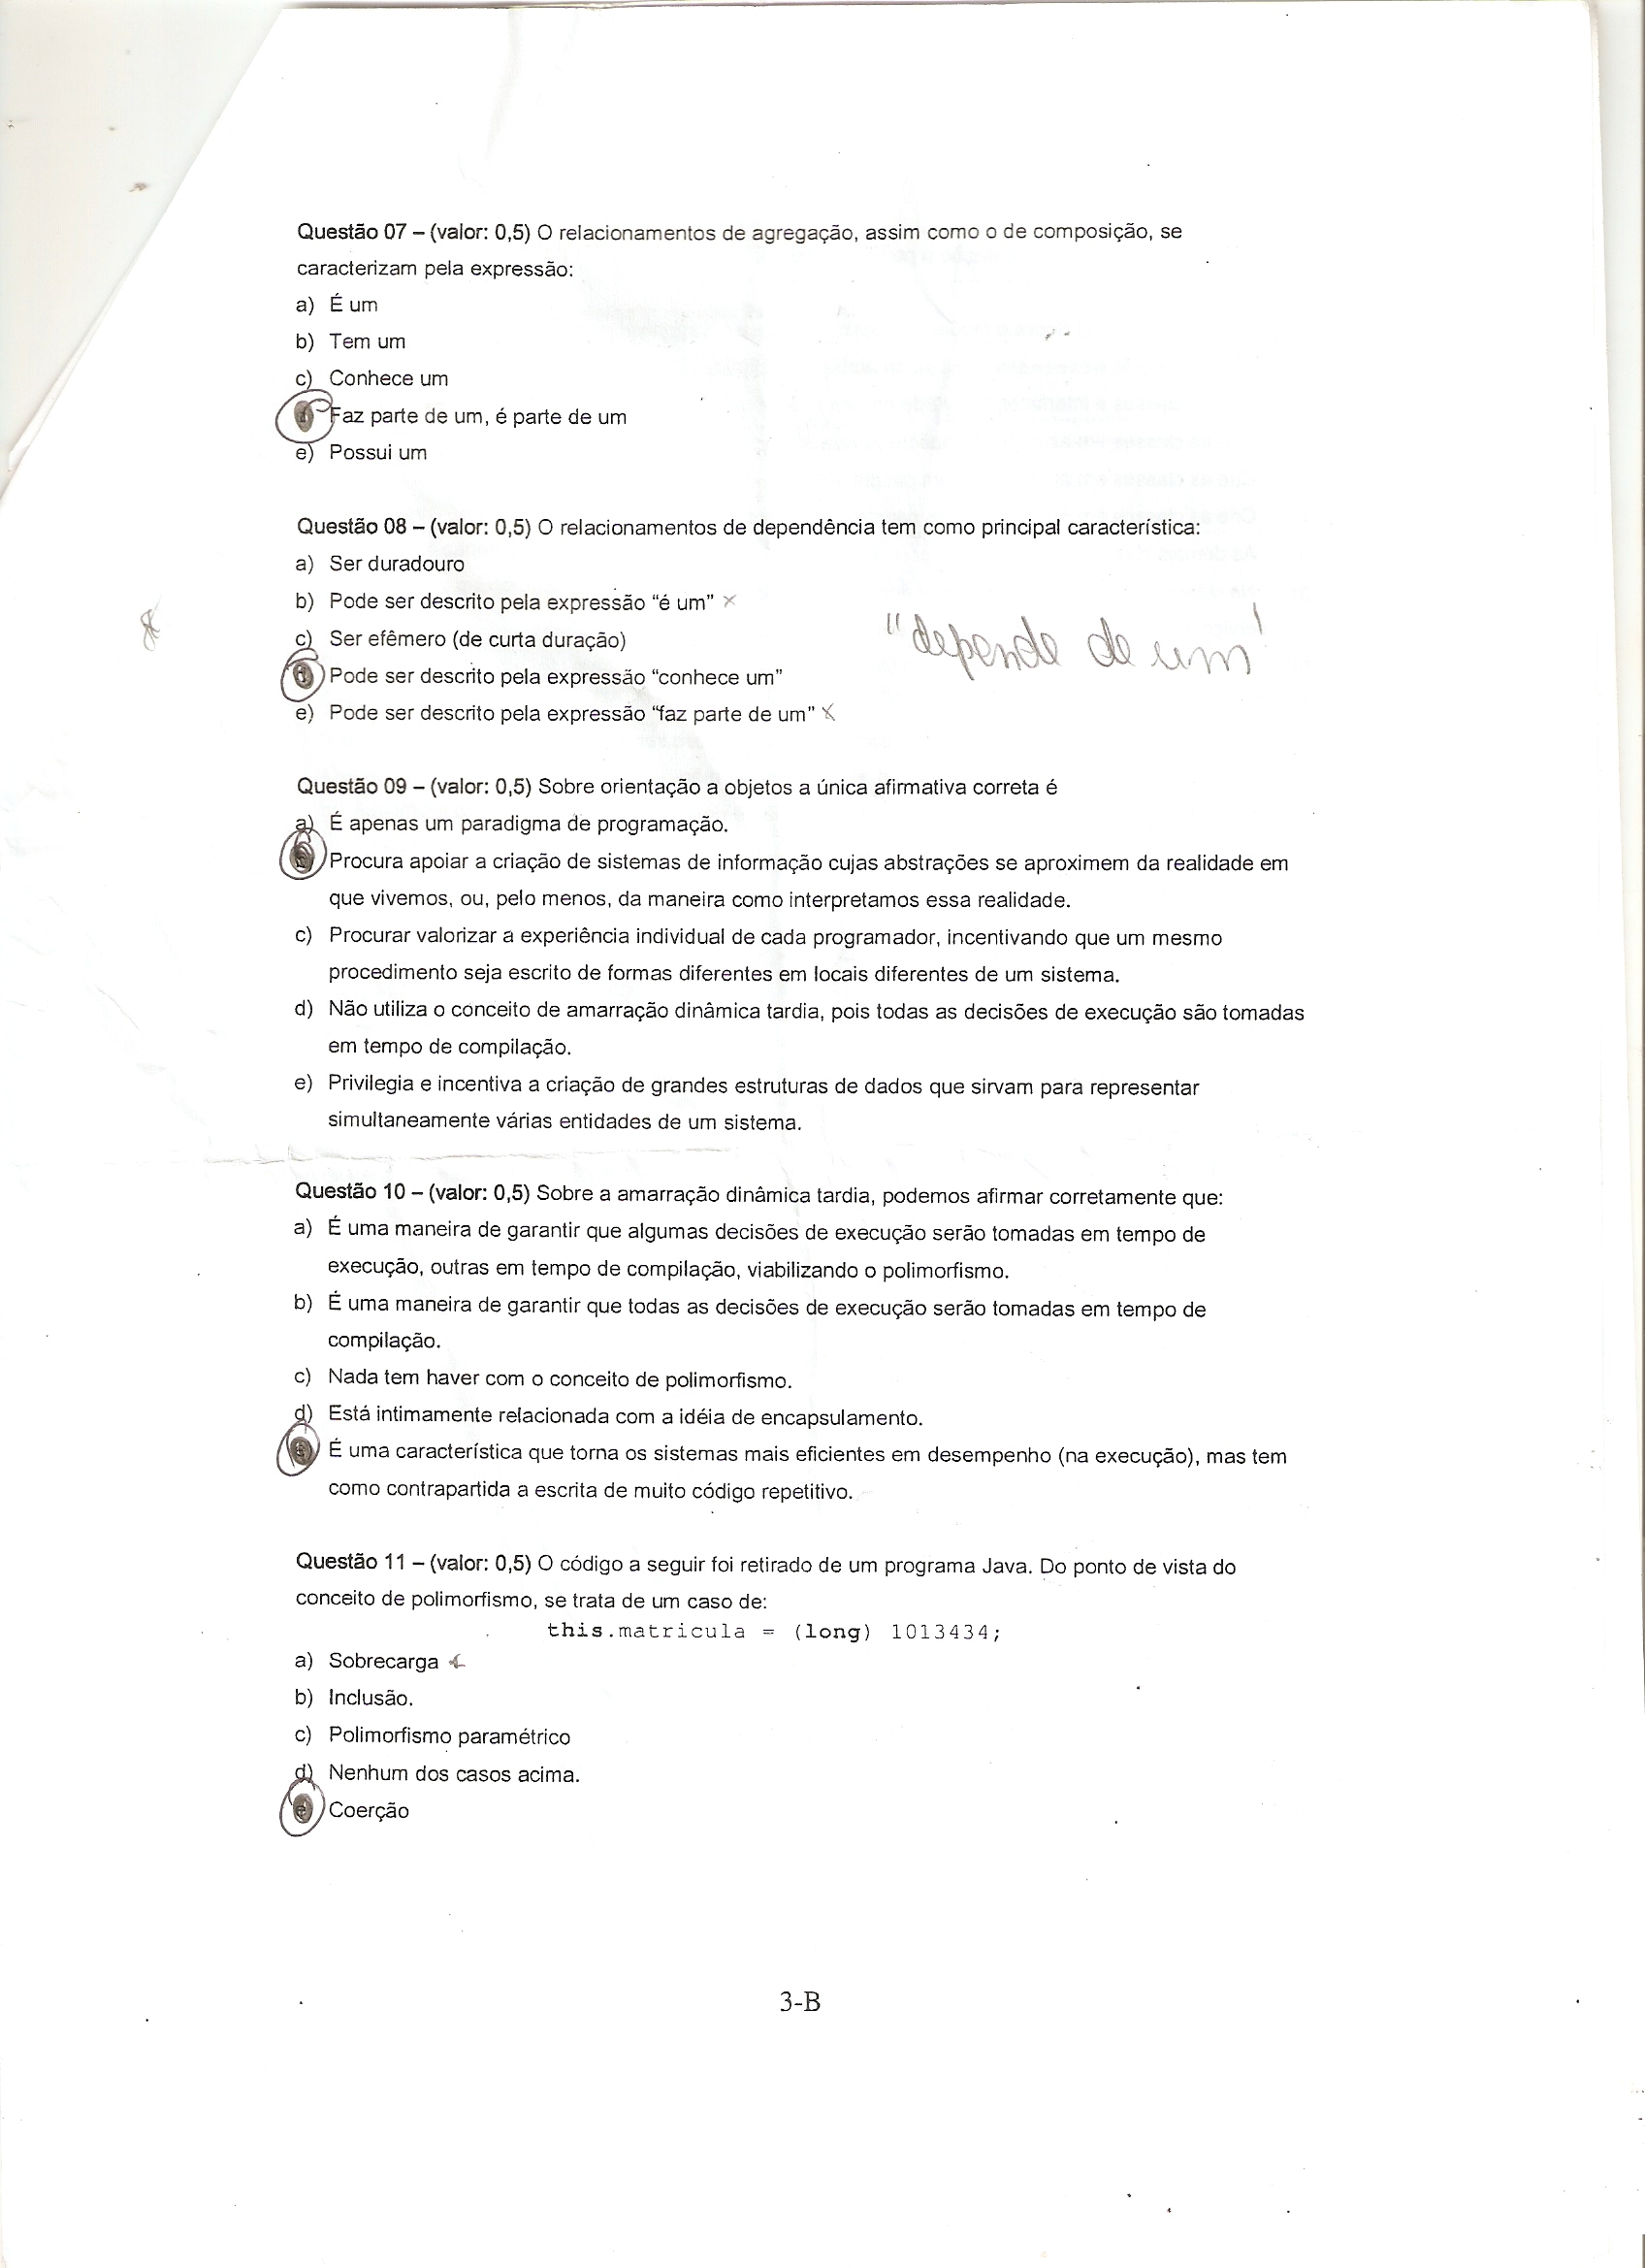 Questão 07 – (valor: 0,5) O relacionamentos de agregação, assim como o de composição, se
caracterizam pela expressão:
a) É um
b) Tem um
c) Conhece um
Faz parte de um, é parte de um
e) Possui um
Questão 08 – (valor: 0,5) O relacionamentos de dependência tem como principal característica:
a) Ser duradouro
b) Pode ser descrito pela expressão “é um” x
c) Ser efêmero (de curta duração)
"depende de um"
d) Pode ser descrito pela expressão “conhece um”
e) Pode ser descrito pela expressão “faz parte de um” x
Questão 09 – (valor: 0,5) Sobre orientação a objetos a única afirmativa correta é
a) É apenas um paradigma de programação.
Procura apoiar a criação de sistemas de informação cujas abstrações se aproximem da realidade em
que vivemos, ou, pelo menos, da maneira como interpretamos essa realidade.
c) Procurar valorizar a experiência individual de cada programador, incentivando que um mesmo
procedimento seja escrito de formas diferentes em locais diferentes de um sistema.
d) Não utiliza o conceito de amarração dinâmica tardia, pois todas as decisões de execução são tomadas
em tempo de compilação.
e) Privilegia e incentiva a criação de grandes estruturas de dados que sirvam para representar
simultaneamente várias entidades de um sistema.
Questão 10 – (valor: 0,5) Sobre a amarração dinâmica tardia, podemos afirmar corretamente que:
a) É uma maneira de garantir que algumas decisões de execução serão tomadas em tempo de
execução, outras em tempo de compilação, viabilizando o polimorfismo.
b) É uma maneira de garantir que todas as decisões de execução serão tomadas em tempo de
compilação.
c) Nada tem haver com o conceito de polimorfismo.
d) Está intimamente relacionada com a idéia de encapsulamento.
É uma característica que torna os sistemas mais eficientes em desempenho (na execução), mas tem
como contrapartida a escrita de muito código repetitivo.
Questão 11 – (valor: 0,5) O código a seguir foi retirado de um programa Java. Do ponto de vista do
conceito de polimorfismo, se trata de um caso de:
this.matricula = (long) 1013434;
a) Sobrecarga
b) Inclusão.
c) Polimorfismo paramétrico
d) Nenhum dos casos acima.
e) Coerção
3-B